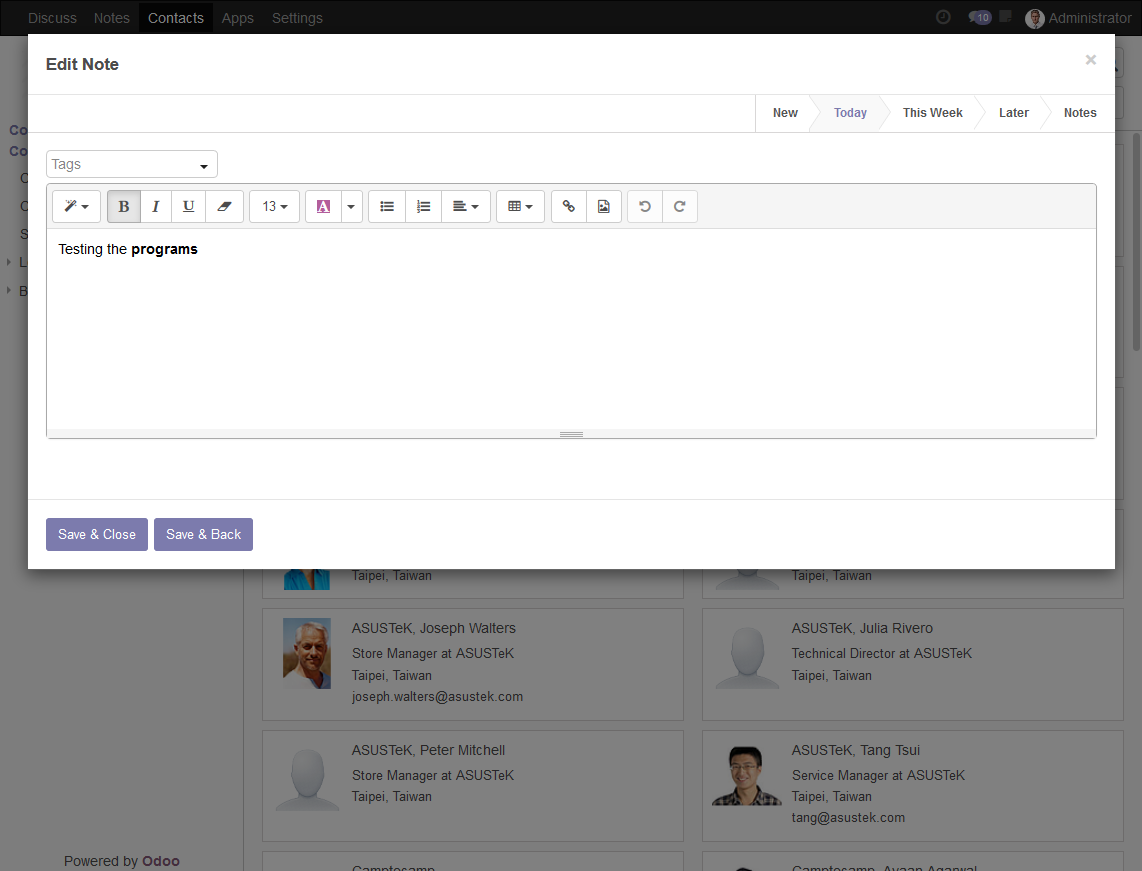 Discuss Notes Contacts Apps Settings 10 Administrator
Edit Note ×
New Today This Week Later Notes
Co
Co
Tags
C
B I U 13 A
C
S
Testing the programs
L
B
Save & Close Save & Back
Taipei, Taiwan Taipei, Taiwan
ASUSTeK, Joseph Walters ASUSTeK, Julia Rivero
Store Manager at ASUSTeK Technical Director at ASUSTeK
Taipei, Taiwan Taipei, Taiwan
joseph.walters@asustek.com
ASUSTeK, Peter Mitchell ASUSTeK, Tang Tsui
Store Manager at ASUSTeK Service Manager at ASUSTeK
Taipei, Taiwan Taipei, Taiwan
tang@asustek.com
Powered by Odoo
Camptocamp Camptocamp, Ayaan Agarwal